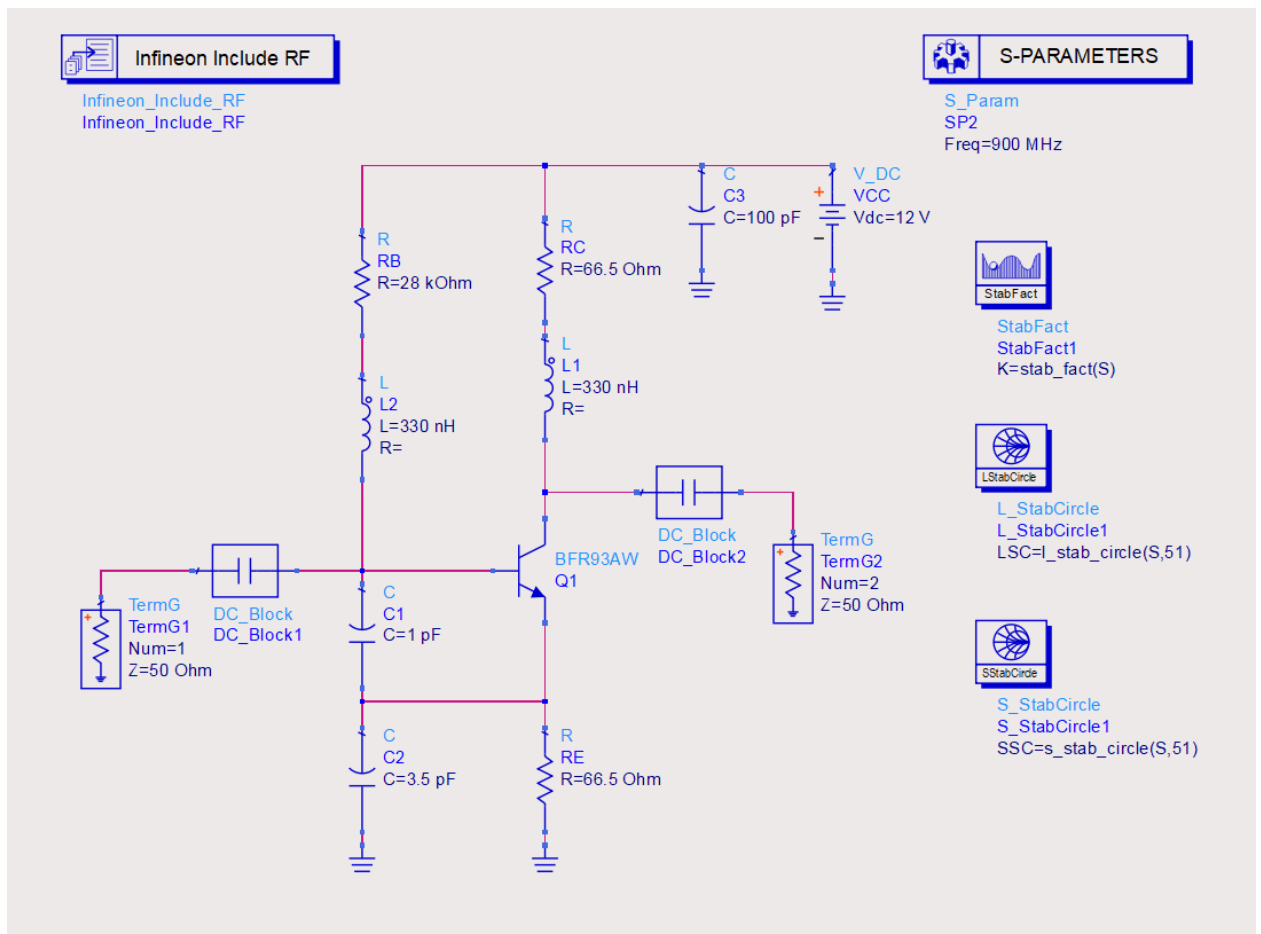 Infineon Include RF
Infineon_Include_RF
Infineon_Include_RF
S-PARAMETERS
S_Param
SP2
Freq=900 MHz
R
RB
R=28 kOhm
R
RC
R=66.5 Ohm
C
C3
C=100 pF
V_DC
VCC
Vdc=12 V
+
−
StabFact
StabFact
StabFact1
K=stab_fact(S)
L
L2
L=330 nH
R=
L
L1
L=330 nH
R=
LStabCircle
L_StabCircle
L_StabCircle1
LSC=l_stab_circle(S,51)
DC_Block
DC_Block2
BFR93AW
Q1
+
TermG
TermG2
Num=2
Z=50 Ohm
+
TermG
TermG1
Num=1
Z=50 Ohm
DC_Block
DC_Block1
C
C1
C=1 pF
SStabCircle
S_StabCircle
S_StabCircle1
SSC=s_stab_circle(S,51)
C
C2
C=3.5 pF
R
RE
R=66.5 Ohm